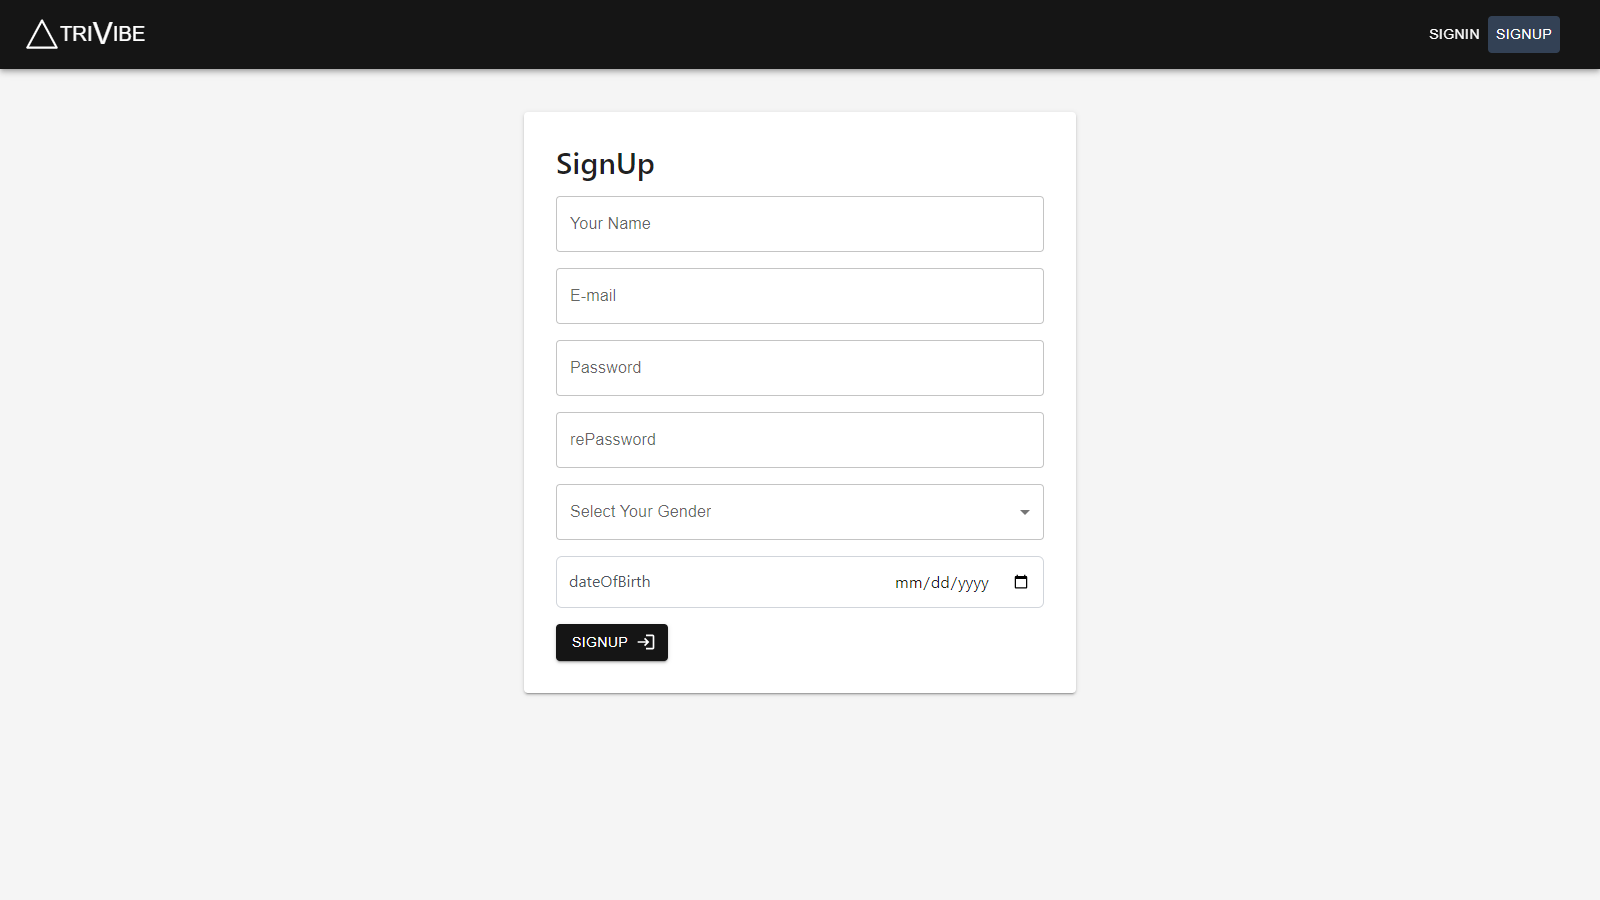 TRIVIBE
SIGNIN SIGNUP
SignUp
Your Name
E-mail
Password
rePassword
Select Your Gender
dateOfBirth mm/dd/yyyy
SIGNUP